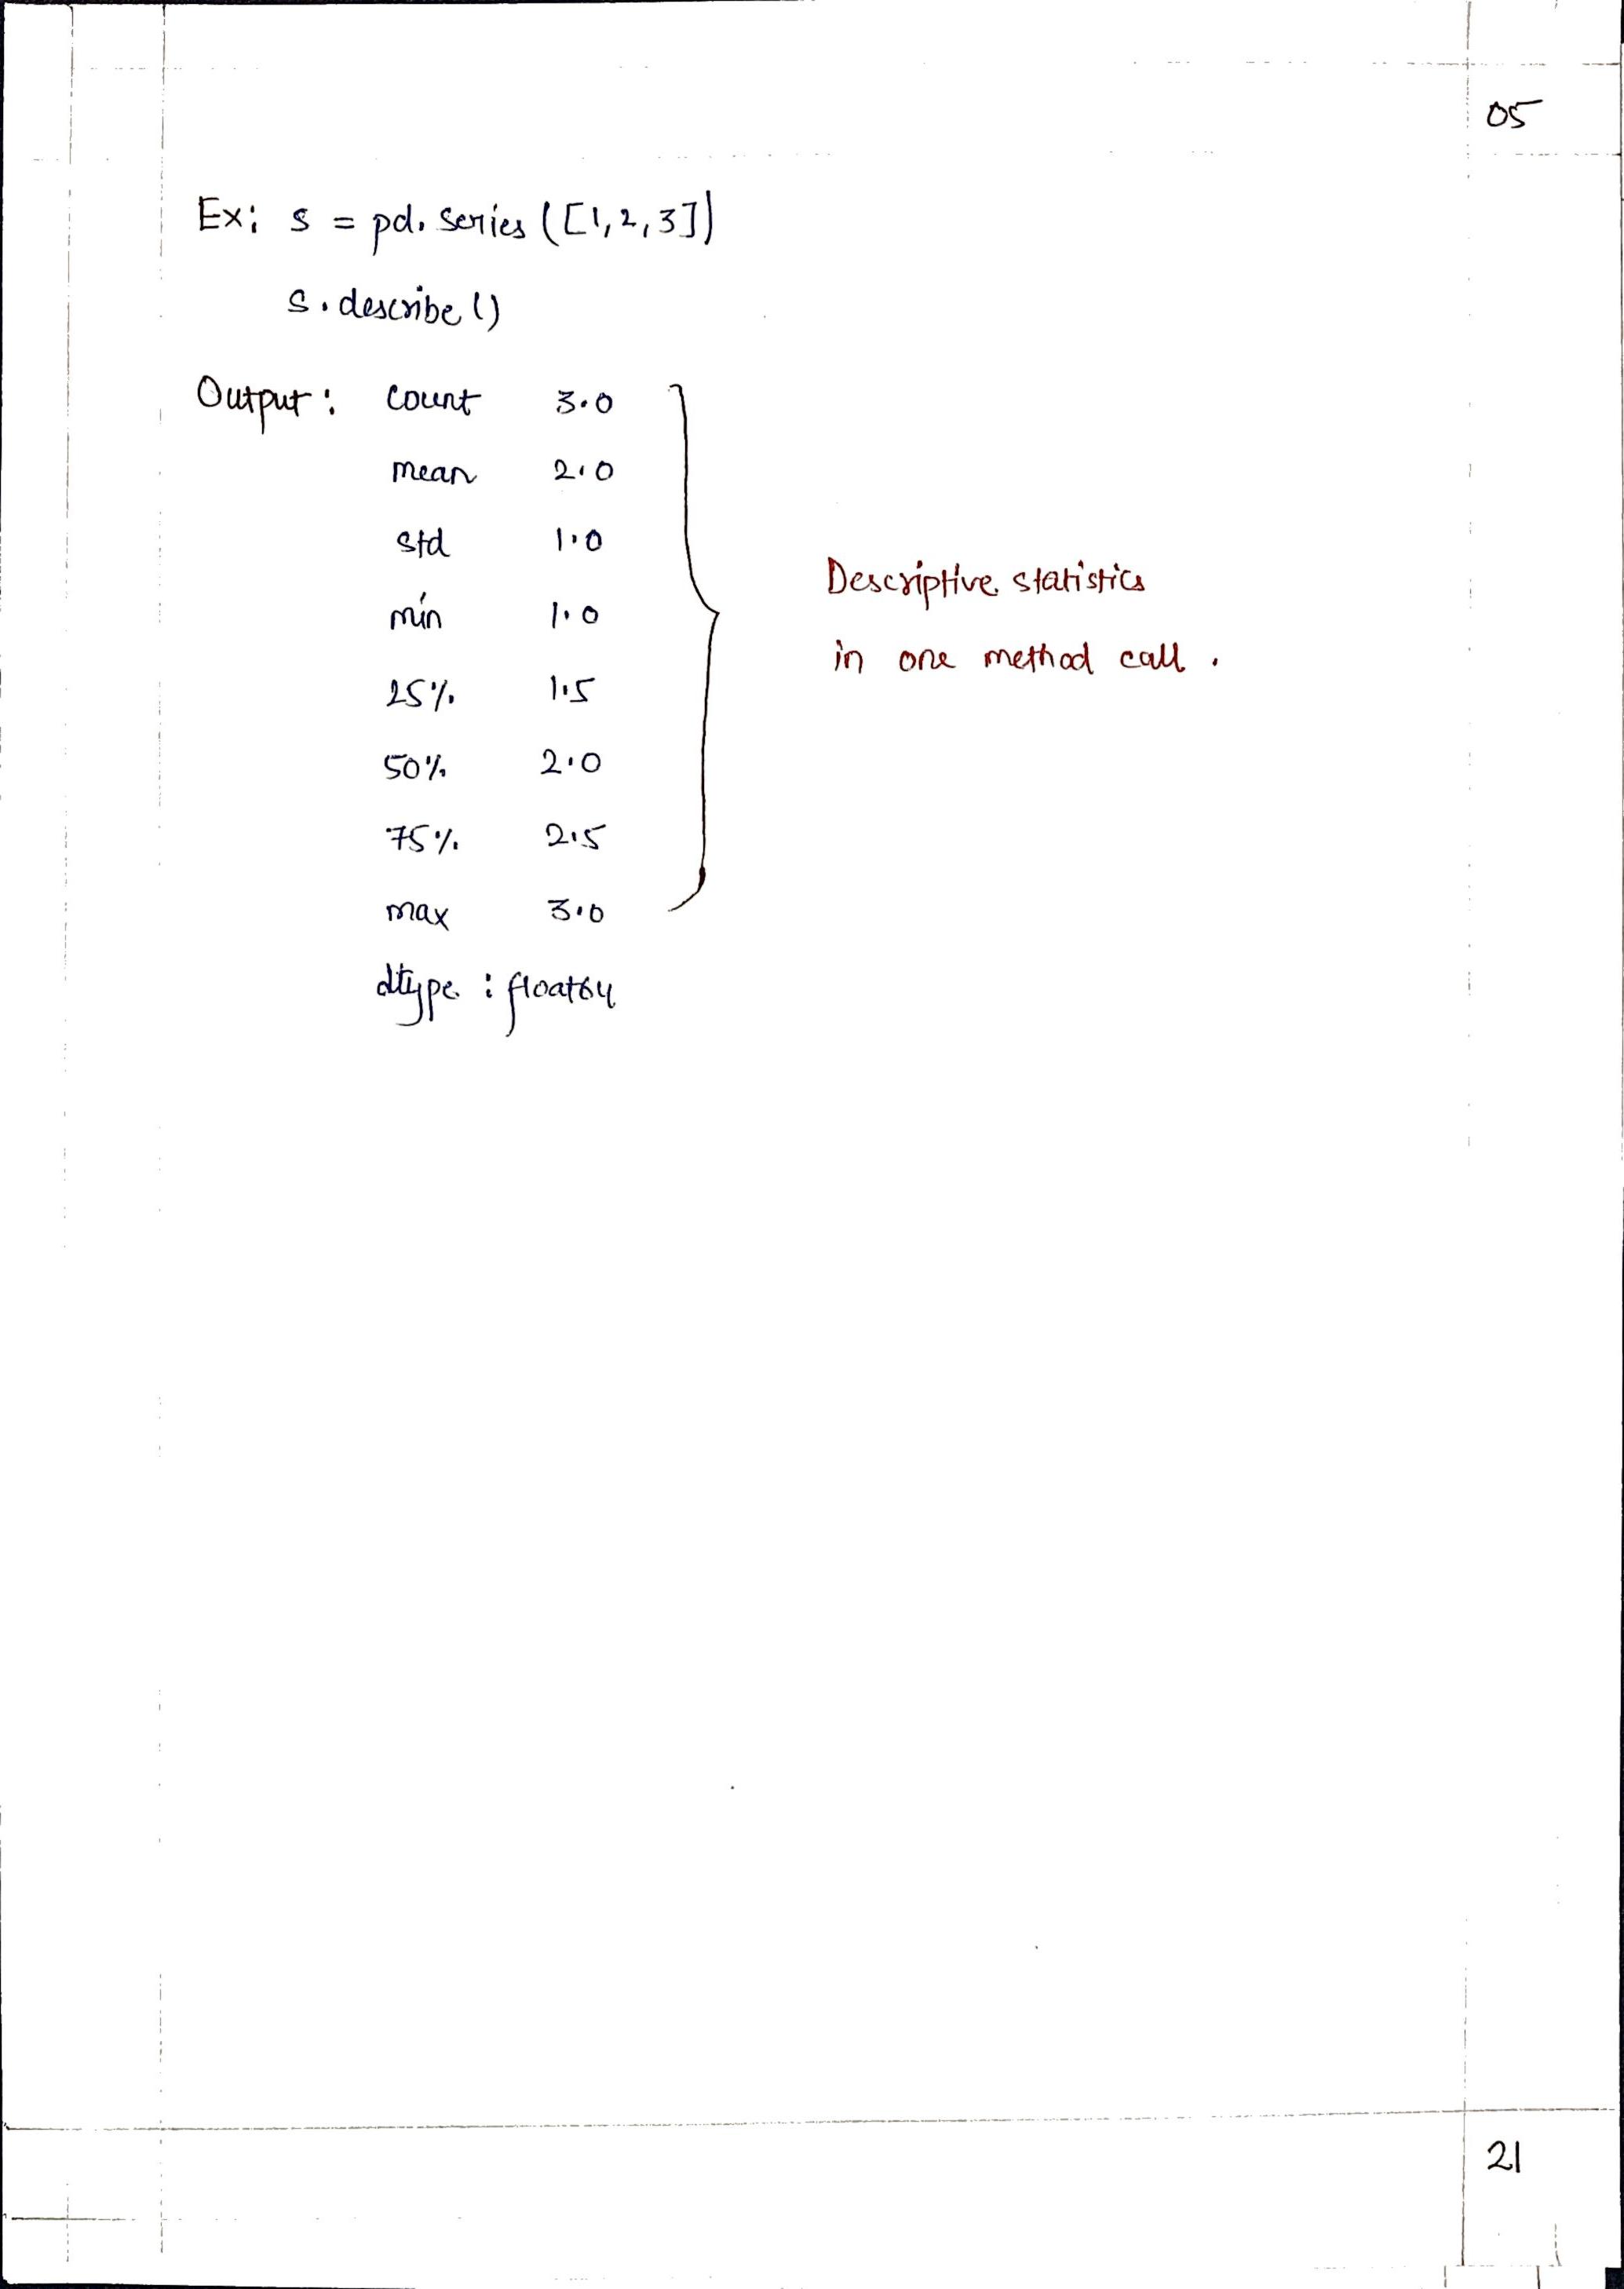 05
Ex: s = pd. series ([1,2,3])
s. describe ()
Output : count 3.0
mean 2.0
std 1.0
min 1.0
25% 1.5
50% 2.0
75% 2.5
max 3.0
dtype : float64
Descriptive statistics
in one method call .
21